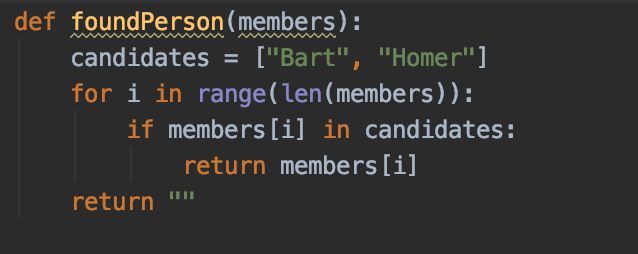 def foundPerson(members):
    candidates = ["Bart", "Homer"]
    for i in range(len(members)):
        if members[i] in candidates:
            return members[i]
    return ""